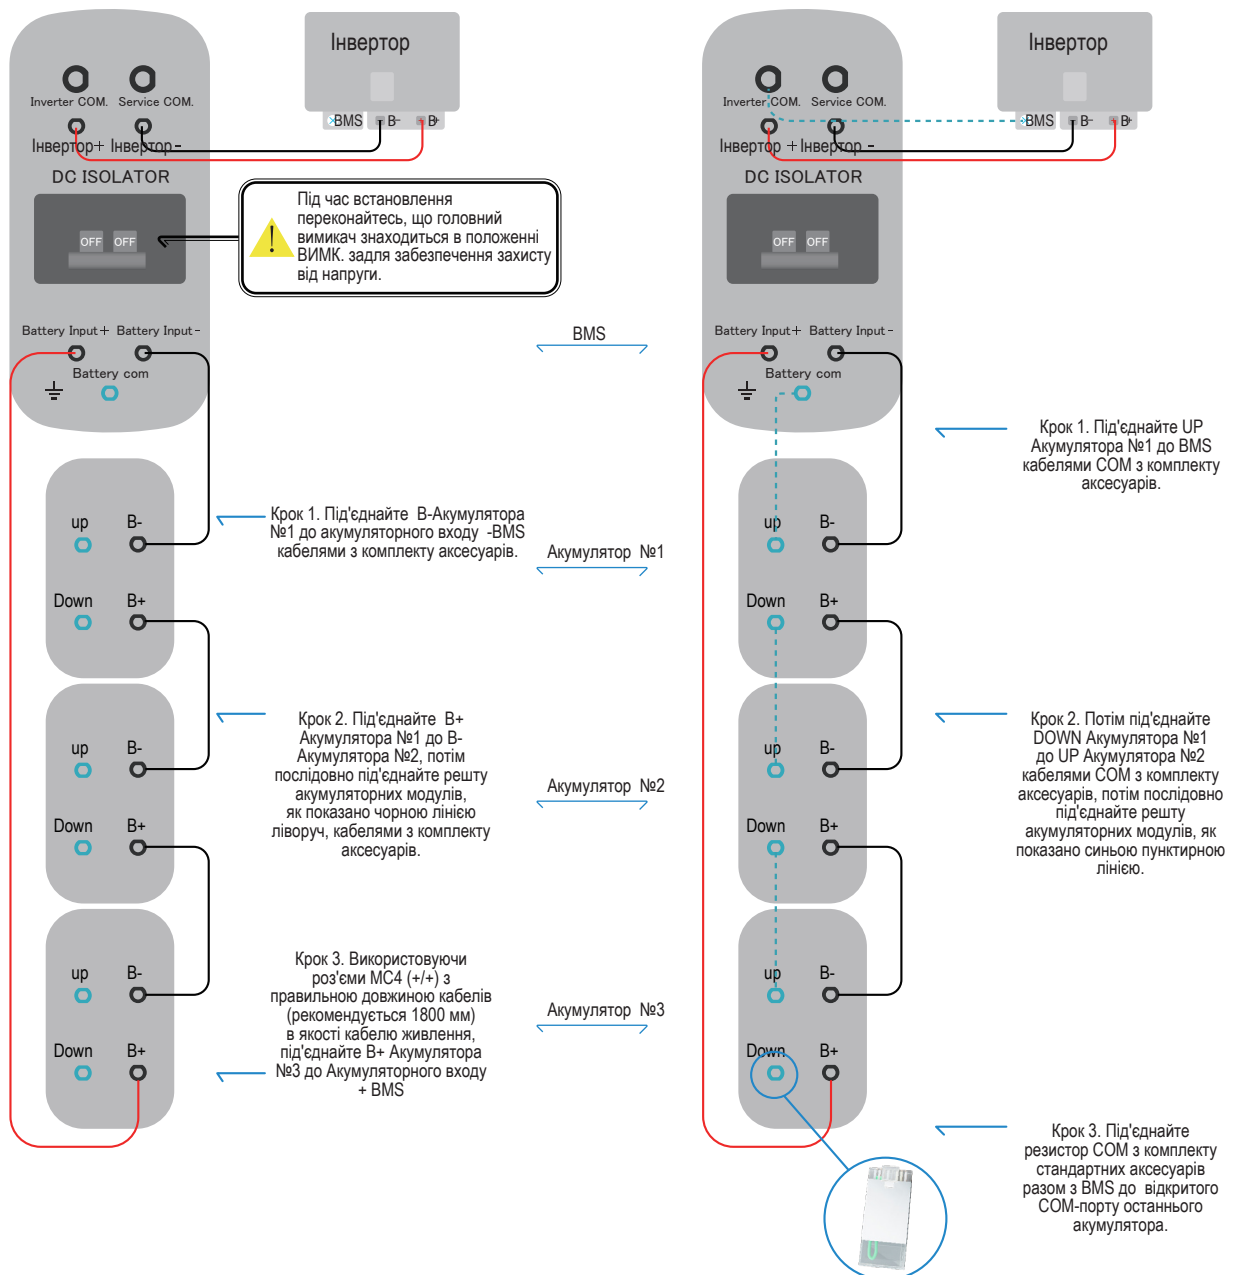 Інвертор
Inverter COM. Service COM.
BMS B- B+
Інвертор+ Інвертор-
DC ISOLATOR
OFF OFF
Під час встановлення
переконайтесь, що головний
вимикач знаходиться в положенні
ВИМК. задля забезпечення захисту
від напруги.
Battery Input+ Battery Input-
Battery com
up B-
Down B+
up B-
Down B+
up B-
Down B+
Крок 1. Під'єднайте В-Акумулятора
№1 до акумуляторного входу -BMS
кабелями з комплекту аксесуарів.
Крок 2. Під'єднайте В+
Акумулятора №1 до В-
Акумулятора №2, потім
послідовно під'єднайте решту
акумуляторних модулів,
як показано чорною лінією
ліворуч, кабелями з комплекту
аксесуарів.
Крок 3. Використовуючи
роз'єми MC4 (+/+) з
правильною довжиною кабелів
(рекомендується 1800 мм)
в якості кабелю живлення,
під'єднайте В+ Акумулятора
№3 до Акумуляторного входу
+ BMS
BMS
Акумулятор №1
Акумулятор №2
Акумулятор №3
Інвертор
Inverter COM. Service COM.
BMS B- B+
Інвертор + Інвертор -
DC ISOLATOR
OFF OFF
Battery Input+ Battery Input-
Battery com
up B-
Down B+
up B-
Down B+
up B-
Down B+
Крок 1. Під'єднайте UP
Акумулятора №1 до BMS
кабелями COM з комплекту
аксесуарів.
Крок 2. Потім під'єднайте
DOWN Акумулятора №1
до UP Акумулятора №2
кабелями COM з комплекту
аксесуарів, потім послідовно
під'єднайте решту
акумуляторних модулів, як
показано синьою пунктирною
лінією.
Крок 3. Під'єднайте
резистор COM з комплекту
стандартних аксесуарів
разом з BMS до відкритого
COM-порту останнього
акумулятора.